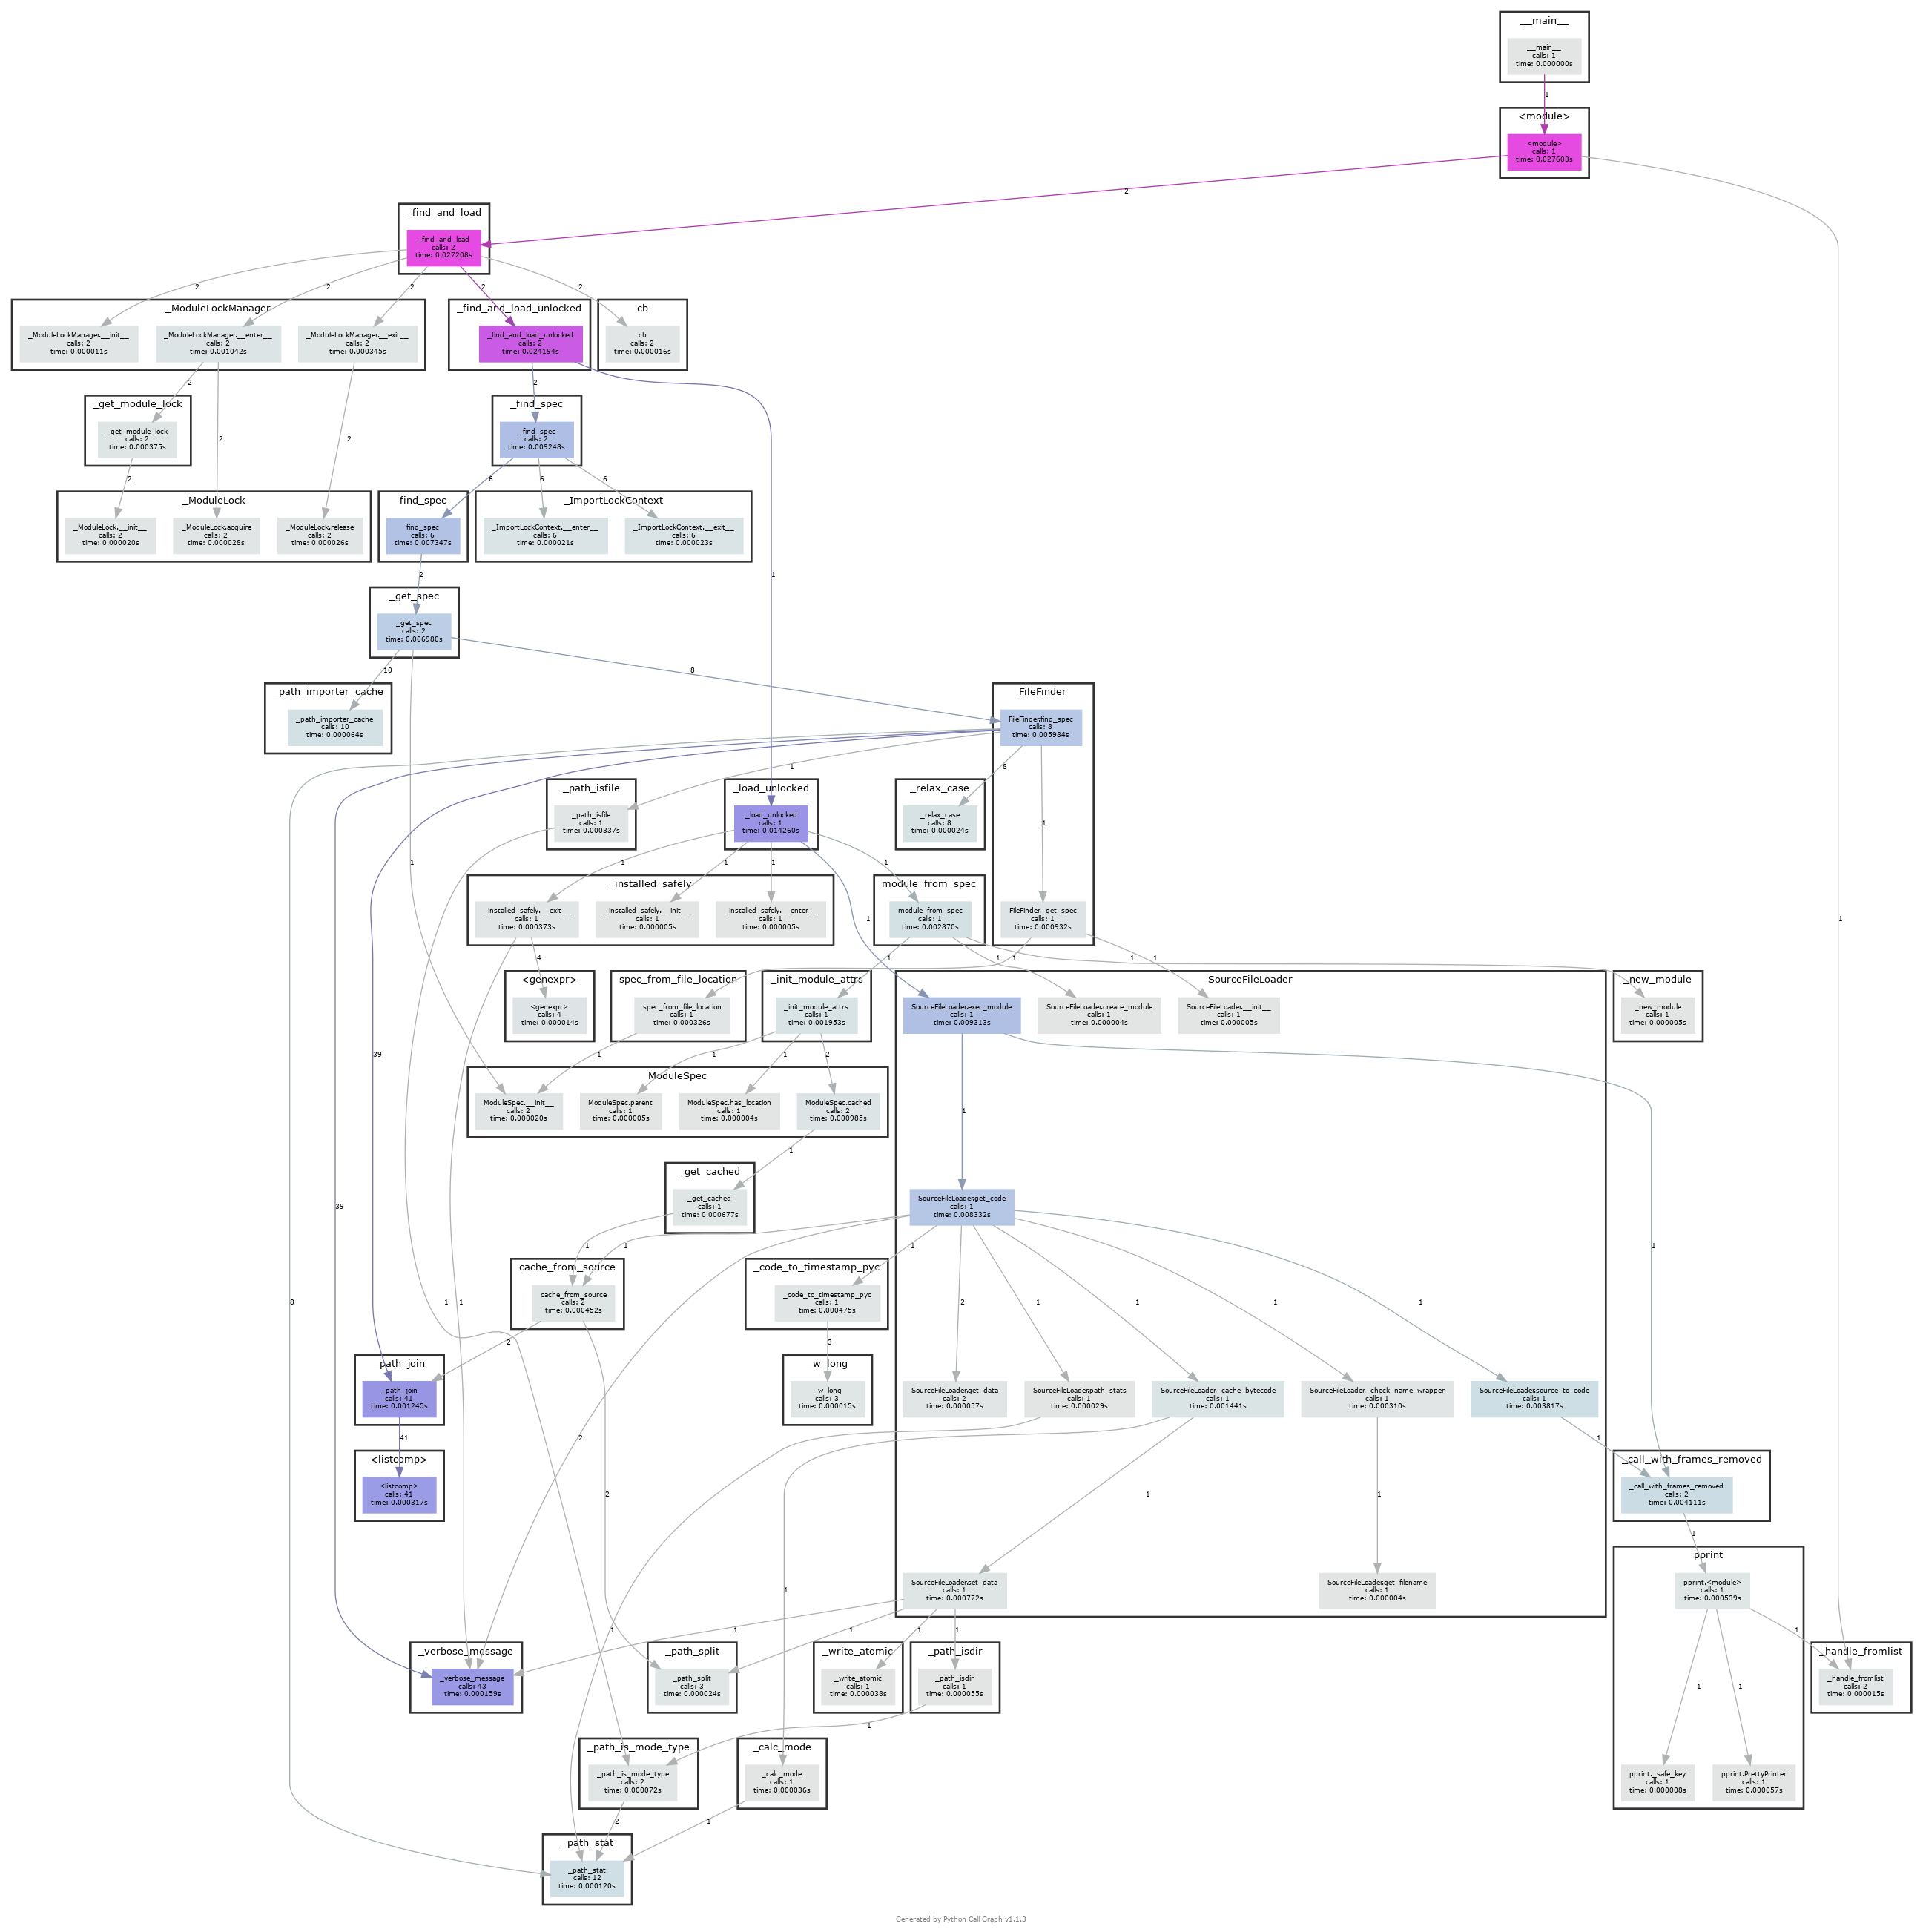 __main__
__main__
calls: 1
time: 0.000000s
1
<module>
<module>
calls: 1
time: 0.027603s
2
_find_and_load
_find_and_load
calls: 2
time: 0.027208s
2
2
2
2
2
_ModuleLockManager
_ModuleLockManager.__init__
calls: 2
time: 0.000011s
_ModuleLockManager.__enter__
calls: 2
time: 0.001042s
_ModuleLockManager.__exit__
calls: 2
time: 0.000345s
_find_and_load_unlocked
_find_and_load_unlocked
calls: 2
time: 0.024194s
cb
cb
calls: 2
time: 0.000016s
2
2
_get_module_lock
_get_module_lock
calls: 2
time: 0.000375s
2
2
2
_find_spec
_find_spec
calls: 2
time: 0.009248s
6
6
6
_ModuleLock
_ModuleLock.__init__
calls: 2
time: 0.000020s
_ModuleLock.acquire
calls: 2
time: 0.000028s
_ModuleLock.release
calls: 2
time: 0.000026s
find_spec
find_spec
calls: 6
time: 0.007347s
_ImportLockContext
_ImportLockContext.__enter__
calls: 6
time: 0.000021s
_ImportLockContext.__exit__
calls: 6
time: 0.000023s
2
1
_get_spec
_get_spec
calls: 2
time: 0.006980s
10
8
_path_importer_cache
_path_importer_cache
calls: 10
time: 0.000064s
FileFinder
FileFinder.find_spec
calls: 8
time: 0.005984s
1
8
1
_path_isfile
_path_isfile
calls: 1
time: 0.000337s
_load_unlocked
_load_unlocked
calls: 1
time: 0.014260s
_relax_case
_relax_case
calls: 8
time: 0.000024s
1
1
1
1
1
1
_installed_safely
_installed_safely.__exit__
calls: 1
time: 0.000373s
_installed_safely.__init__
calls: 1
time: 0.000005s
_installed_safely.__enter__
calls: 1
time: 0.000005s
module_from_spec
module_from_spec
calls: 1
time: 0.002870s
FileFinder._get_spec
calls: 1
time: 0.000932s
4
1
1
1
1
1
<genexpr>
<genexpr>
calls: 4
time: 0.000014s
spec_from_file_location
spec_from_file_location
calls: 1
time: 0.000326s
_init_module_attrs
_init_module_attrs
calls: 1
time: 0.001953s
SourceFileLoader
SourceFileLoader.exec_module
calls: 1
time: 0.009313s
SourceFileLoader.create_module
calls: 1
time: 0.000004s
SourceFileLoader.__init__
calls: 1
time: 0.000005s
_new_module
_new_module
calls: 1
time: 0.000005s
39
1
1
1
2
ModuleSpec
ModuleSpec.__init__
calls: 2
time: 0.000020s
ModuleSpec.parent
calls: 1
time: 0.000005s
ModuleSpec.has_location
calls: 1
time: 0.000004s
ModuleSpec.cached
calls: 2
time: 0.000985s
1
1
_get_cached
_get_cached
calls: 1
time: 0.000677s
SourceFileLoader.get_code
calls: 1
time: 0.008332s
39
1
1
1
1
cache_from_source
cache_from_source
calls: 2
time: 0.000452s
_code_to_timestamp_pyc
_code_to_timestamp_pyc
calls: 1
time: 0.000475s
8
1
1
2
1
1
1
1
2
3
_path_join
_path_join
calls: 41
time: 0.001245s
_w_long
_w_long
calls: 3
time: 0.000015s
SourceFileLoader.get_data
calls: 2
time: 0.000057s
SourceFileLoader.path_stats
calls: 1
time: 0.000029s
SourceFileLoader._cache_bytecode
calls: 1
time: 0.001441s
SourceFileLoader._check_name_wrapper
calls: 1
time: 0.000310s
SourceFileLoader.source_to_code
calls: 1
time: 0.003817s
41
2
1
<listcomp>
<listcomp>
calls: 41
time: 0.000317s
2
1
1
_call_with_frames_removed
_call_with_frames_removed
calls: 2
time: 0.004111s
1
pprint
pprint.<module>
calls: 1
time: 0.000539s
SourceFileLoader.set_data
calls: 1
time: 0.000772s
SourceFileLoader.get_filename
calls: 1
time: 0.000004s
1
1
1
1
1
1
1
_verbose_message
_verbose_message
calls: 43
time: 0.000159s
_path_split
_path_split
calls: 3
time: 0.000024s
_write_atomic
_write_atomic
calls: 1
time: 0.000038s
_path_isdir
_path_isdir
calls: 1
time: 0.000055s
_handle_fromlist
_handle_fromlist
calls: 2
time: 0.000015s
1
1
1
_path_is_mode_type
_path_is_mode_type
calls: 2
time: 0.000072s
_calc_mode
_calc_mode
calls: 1
time: 0.000036s
pprint._safe_key
calls: 1
time: 0.000008s
pprint.PrettyPrinter
calls: 1
time: 0.000057s
2
1
_path_stat
_path_stat
calls: 12
time: 0.000120s
Generated by Python Call Graph v1.1.3